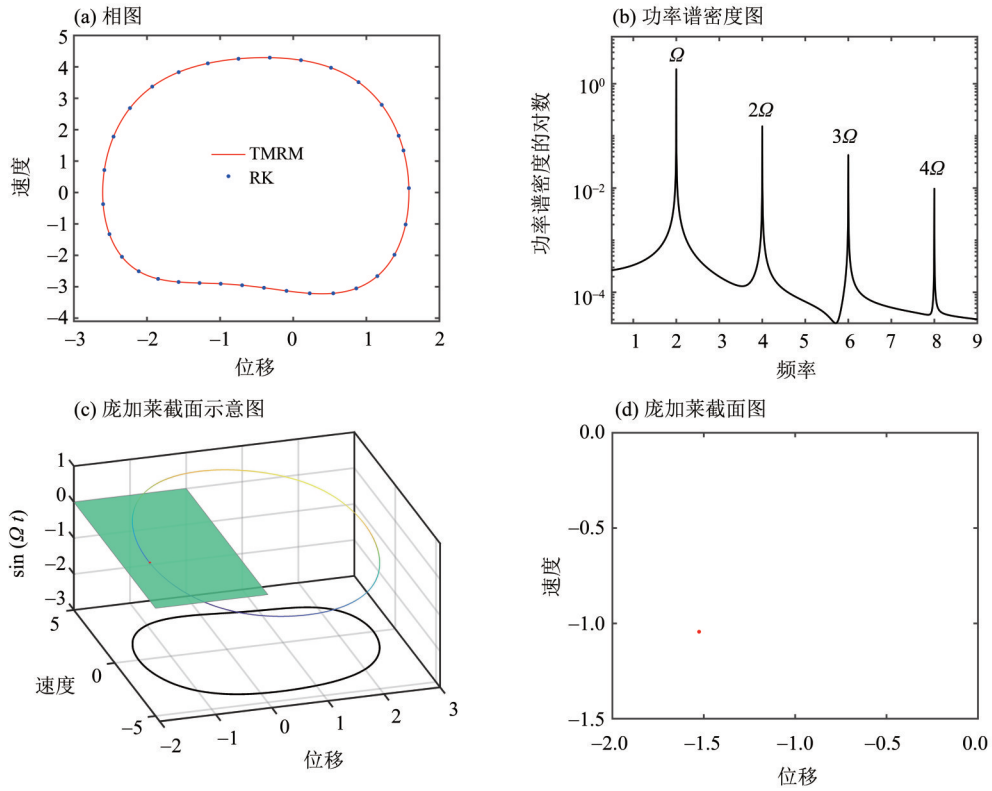 (a) 相图
5
4
3
2
1
0
−1
−2
−3
−4
速度
TMRM
RK
−3
−2
−1
0
1
2
位移
(b) 功率谱密度图
功率谱密度的对数
10⁰
10⁻²
10⁻⁴
Ω
2Ω
3Ω
4Ω
1
2
3
4
5
6
7
8
9
频率
(c) 庞加莱截面示意图
sin (Ω t)
1
0
−1
−2
−3
5
0
−5
速度
−2
−1
0
1
2
3
位移
(d) 庞加莱截面图
0.0
−0.5
−1.0
−1.5
速度
−2.0
−1.5
−1.0
−0.5
0.0
位移